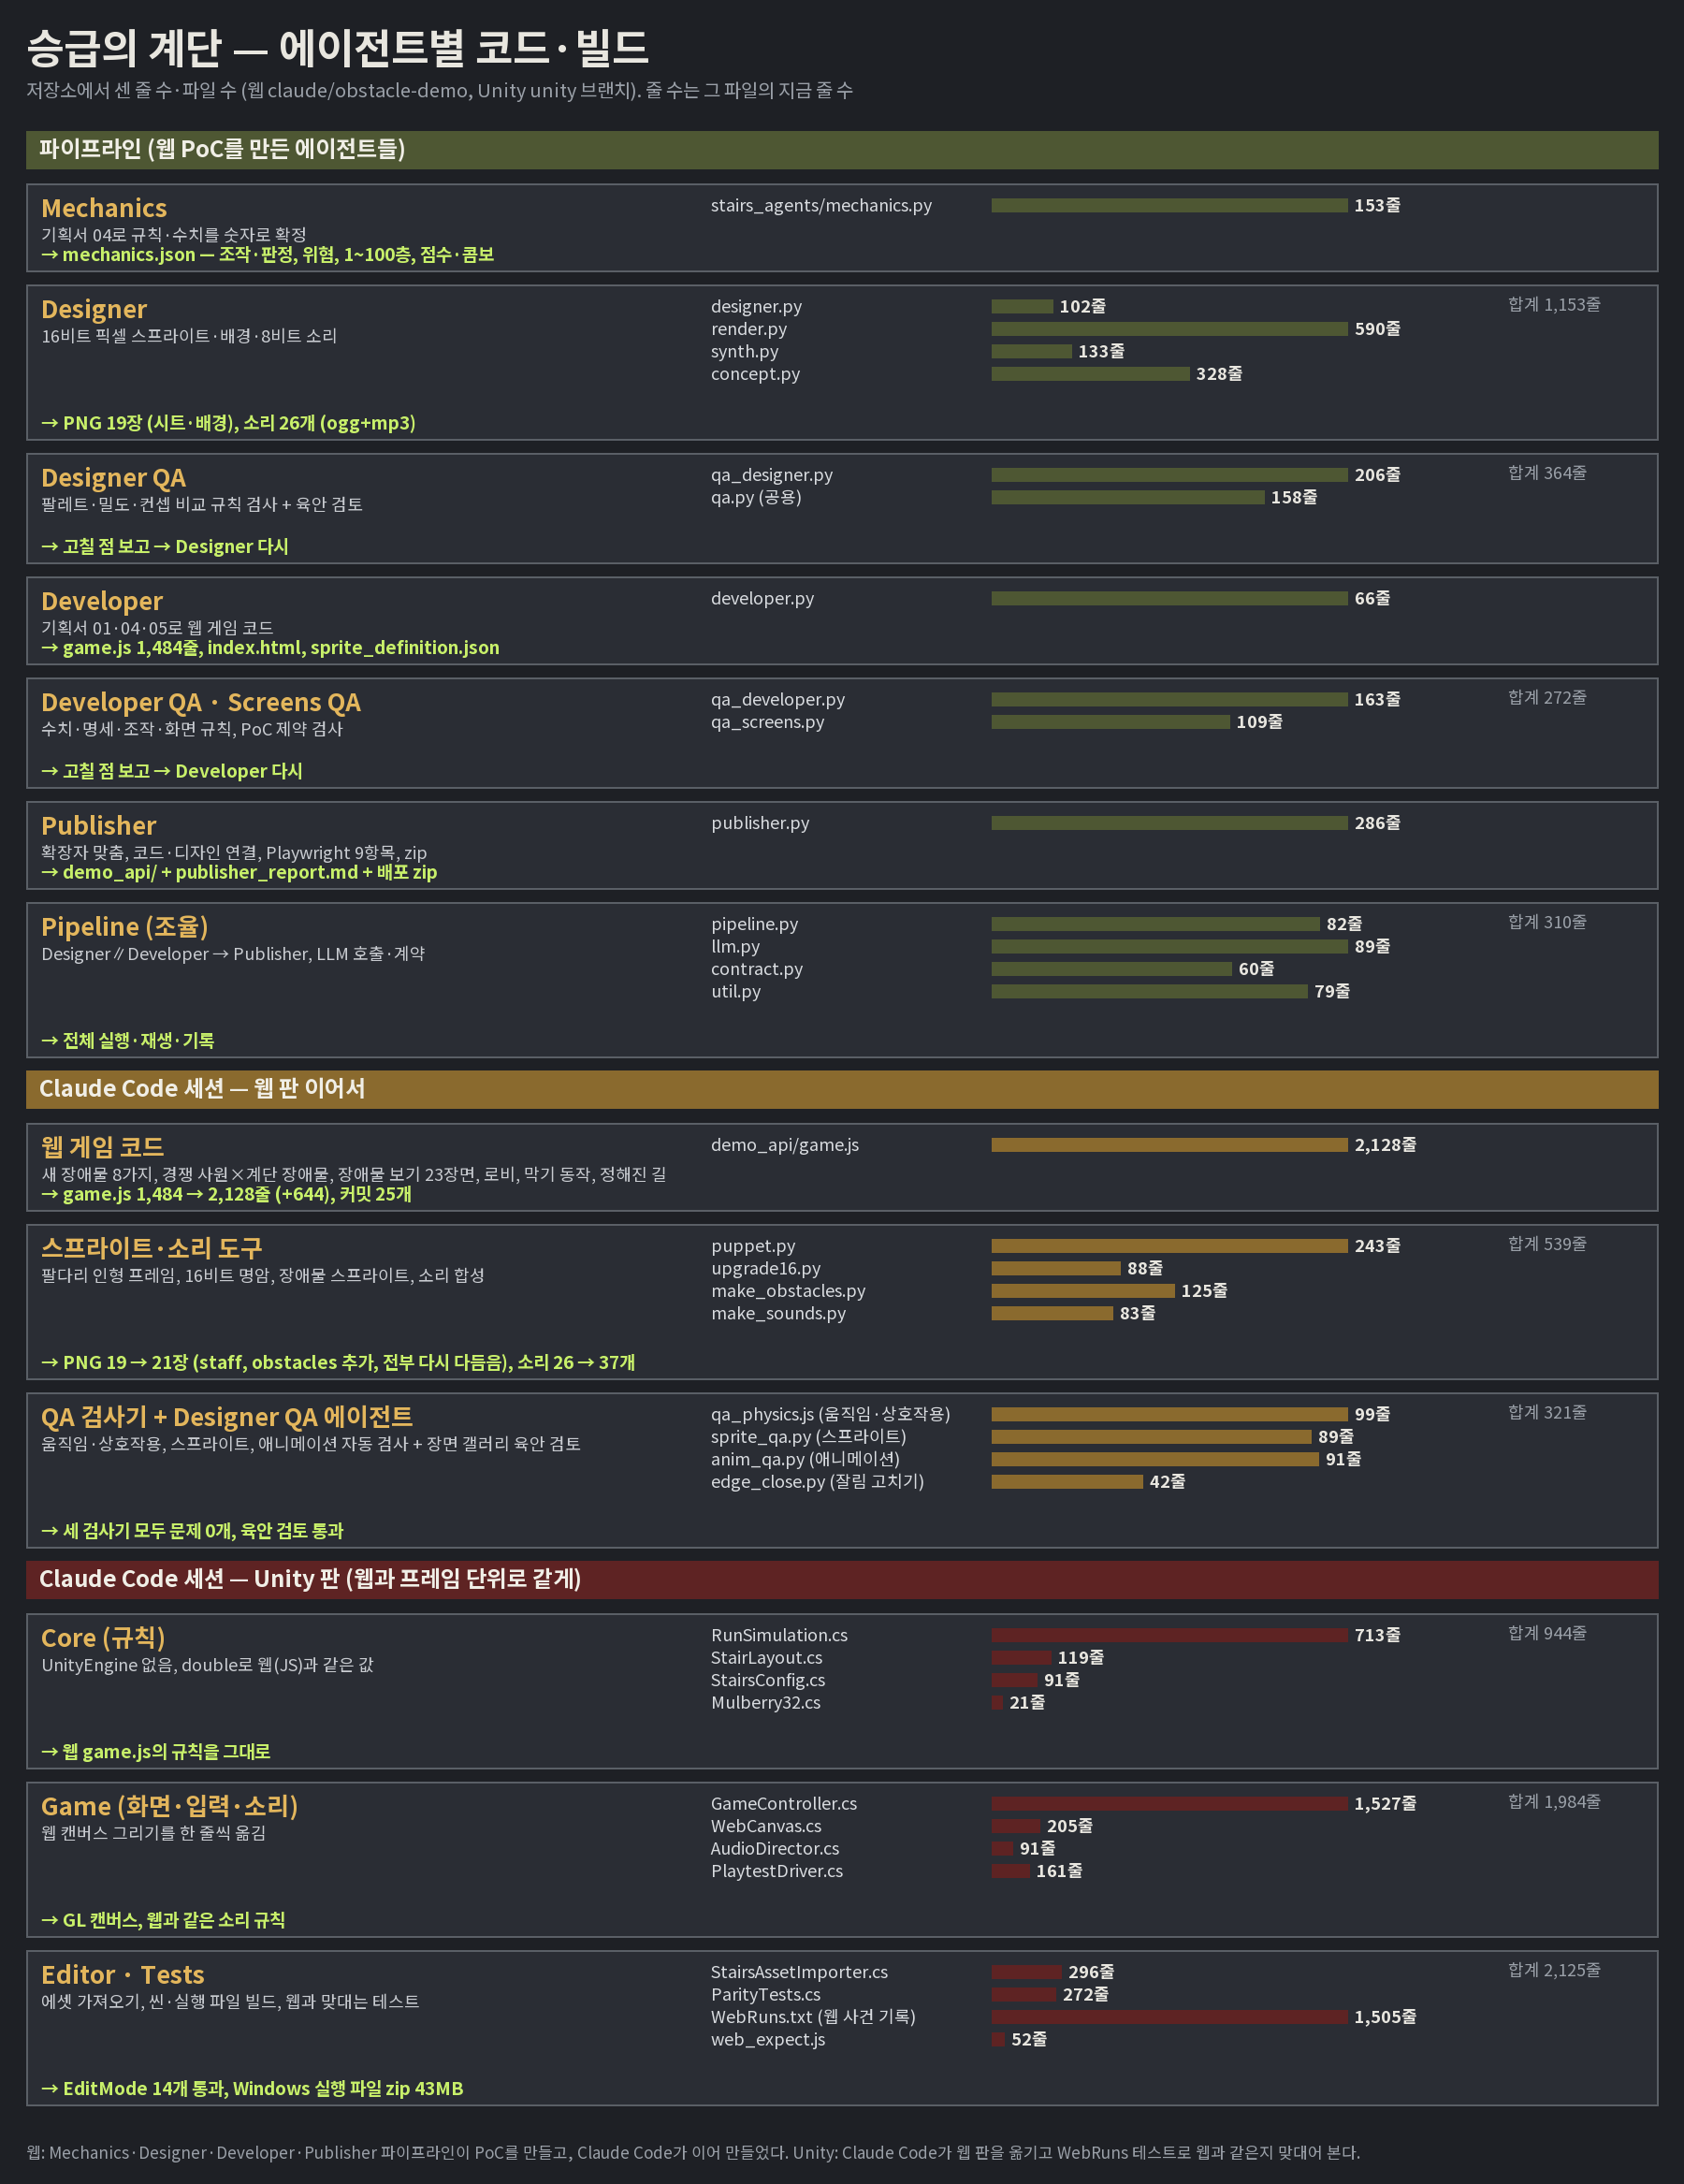 승급의 계단 — 에이전트별 코드·빌드
저장소에서 센 줄 수·파일 수 (웹 claude/obstacle-demo, Unity unity 브랜치). 줄 수는 그 파일의 지금 줄 수
파이프라인 (웹 PoC를 만든 에이전트들)
Mechanics
기획서 04로 규칙·수치를 숫자로 확정
→ mechanics.json — 조작·판정, 위험, 1~100층, 점수·콤보
stairs_agents/mechanics.py 153줄
Designer
16비트 픽셀 스프라이트·배경·8비트 소리
designer.py 102줄 합계 1,153줄
render.py 590줄
synth.py 133줄
concept.py 328줄
→ PNG 19장 (시트·배경), 소리 26개 (ogg+mp3)
Designer QA
팔레트·밀도·컨셉 비교 규칙 검사 + 육안 검토
qa_designer.py 206줄 합계 364줄
qa.py (공용) 158줄
→ 고칠 점 보고 → Designer 다시
Developer
기획서 01·04·05로 웹 게임 코드
→ game.js 1,484줄, index.html, sprite_definition.json
developer.py 66줄
Developer QA · Screens QA
수치·명세·조작·화면 규칙, PoC 제약 검사
qa_developer.py 163줄 합계 272줄
qa_screens.py 109줄
→ 고칠 점 보고 → Developer 다시
Publisher
확장자 맞춤, 코드·디자인 연결, Playwright 9항목, zip
→ demo_api/ + publisher_report.md + 배포 zip
publisher.py 286줄
Pipeline (조율)
Designer ∥ Developer → Publisher, LLM 호출·계약
pipeline.py 82줄 합계 310줄
llm.py 89줄
contract.py 60줄
util.py 79줄
→ 전체 실행·재생·기록
Claude Code 세션 — 웹 판 이어서
웹 게임 코드
새 장애물 8가지, 경쟁 사원×계단 장애물, 장애물 보기 23장면, 로비, 막기 동작, 정해진 길
→ game.js 1,484 → 2,128줄 (+644), 커밋 25개
demo_api/game.js 2,128줄
스프라이트·소리 도구
팔다리 인형 프레임, 16비트 명암, 장애물 스프라이트, 소리 합성
puppet.py 243줄 합계 539줄
upgrade16.py 88줄
make_obstacles.py 125줄
make_sounds.py 83줄
→ PNG 19 → 21장 (staff, obstacles 추가, 전부 다시 다듬음), 소리 26 → 37개
QA 검사기 + Designer QA 에이전트
움직임·상호작용, 스프라이트, 애니메이션 자동 검사 + 장면 갤러리 육안 검토
qa_physics.js (움직임·상호작용) 99줄 합계 321줄
sprite_qa.py (스프라이트) 89줄
anim_qa.py (애니메이션) 91줄
edge_close.py (잘림 고치기) 42줄
→ 세 검사기 모두 문제 0개, 육안 검토 통과
Claude Code 세션 — Unity 판 (웹과 프레임 단위로 같게)
Core (규칙)
UnityEngine 없음, double로 웹(JS)과 같은 값
RunSimulation.cs 713줄 합계 944줄
StairLayout.cs 119줄
StairsConfig.cs 91줄
Mulberry32.cs 21줄
→ 웹 game.js의 규칙을 그대로
Game (화면·입력·소리)
웹 캔버스 그리기를 한 줄씩 옮김
GameController.cs 1,527줄 합계 1,984줄
WebCanvas.cs 205줄
AudioDirector.cs 91줄
PlaytestDriver.cs 161줄
→ GL 캔버스, 웹과 같은 소리 규칙
Editor · Tests
에셋 가져오기, 씬·실행 파일 빌드, 웹과 맞대는 테스트
StairsAssetImporter.cs 296줄 합계 2,125줄
ParityTests.cs 272줄
WebRuns.txt (웹 사건 기록) 1,505줄
web_expect.js 52줄
→ EditMode 14개 통과, Windows 실행 파일 zip 43MB
웹: Mechanics·Designer·Developer·Publisher 파이프라인이 PoC를 만들고, Claude Code가 이어 만들었다. Unity: Claude Code가 웹 판을 옮기고 WebRuns 테스트로 웹과 같은지 맞대어 본다.